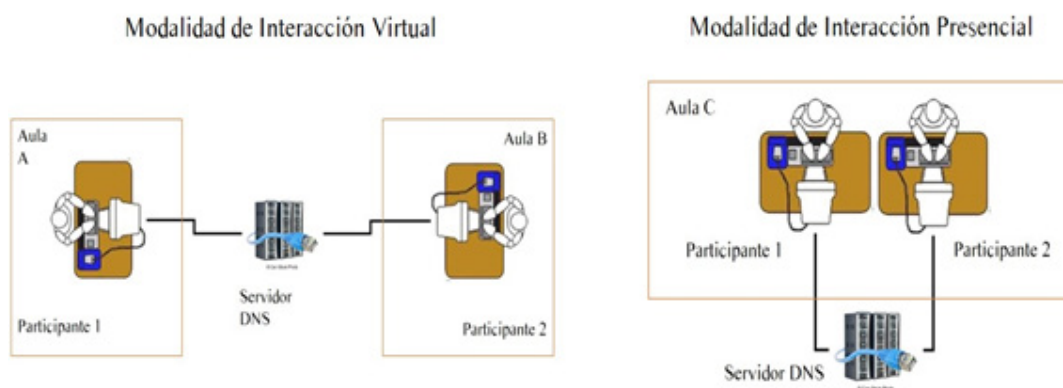 Modalidad de Interacción Virtual
Aula
A
Aula B
Servidor
DNS
Participante 1
Participante 2
Modalidad de Interacción Presencial
Aula C
Participante 1
Participante 2
Servidor DNS